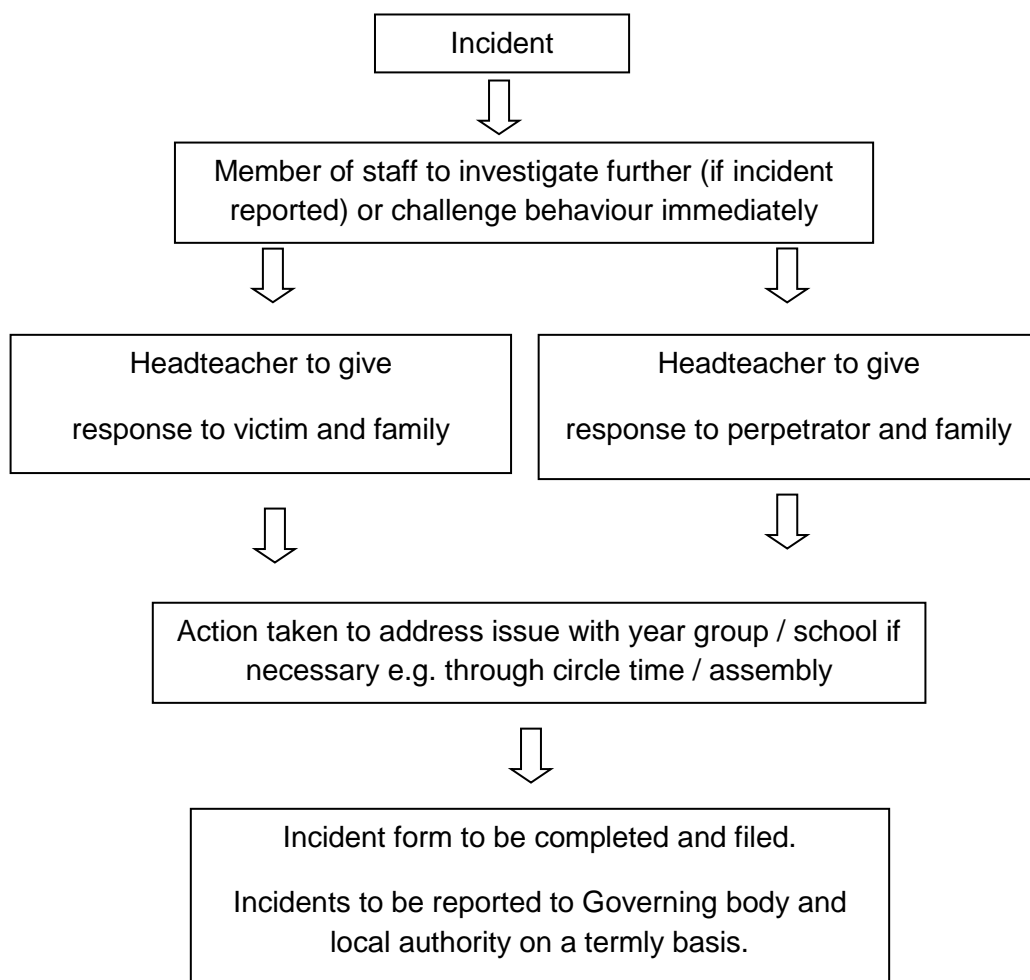 Incident
Member of staff to investigate further (if incident
reported) or challenge behaviour immediately
Headteacher to give
response to victim and family
Headteacher to give
response to perpetrator and family
Action taken to address issue with year group / school if
necessary e.g. through circle time / assembly
Incident form to be completed and filed.
Incidents to be reported to Governing body and
local authority on a termly basis.